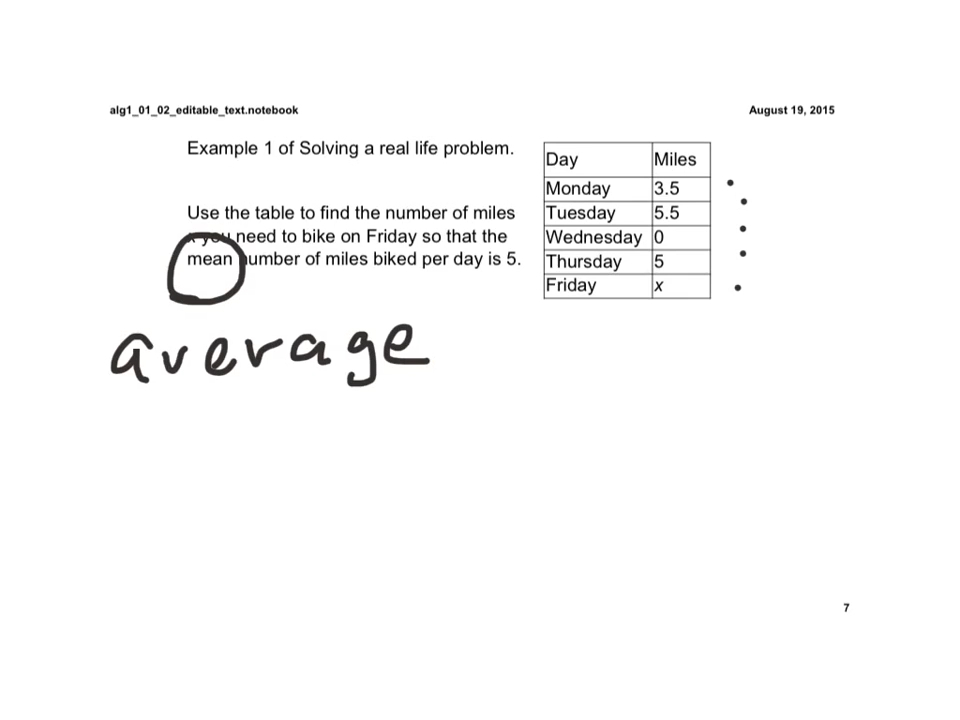 alg1_01_02_editable_text.notebook August 19, 2015
Example 1 of Solving a real life problem.
Use the table to find the number of miles
x you need to bike on Friday so that the
mean number of miles biked per day is 5.
Day Miles
Monday 3.5
Tuesday 5.5
Wednesday 0
Thursday 5
Friday x
average
7